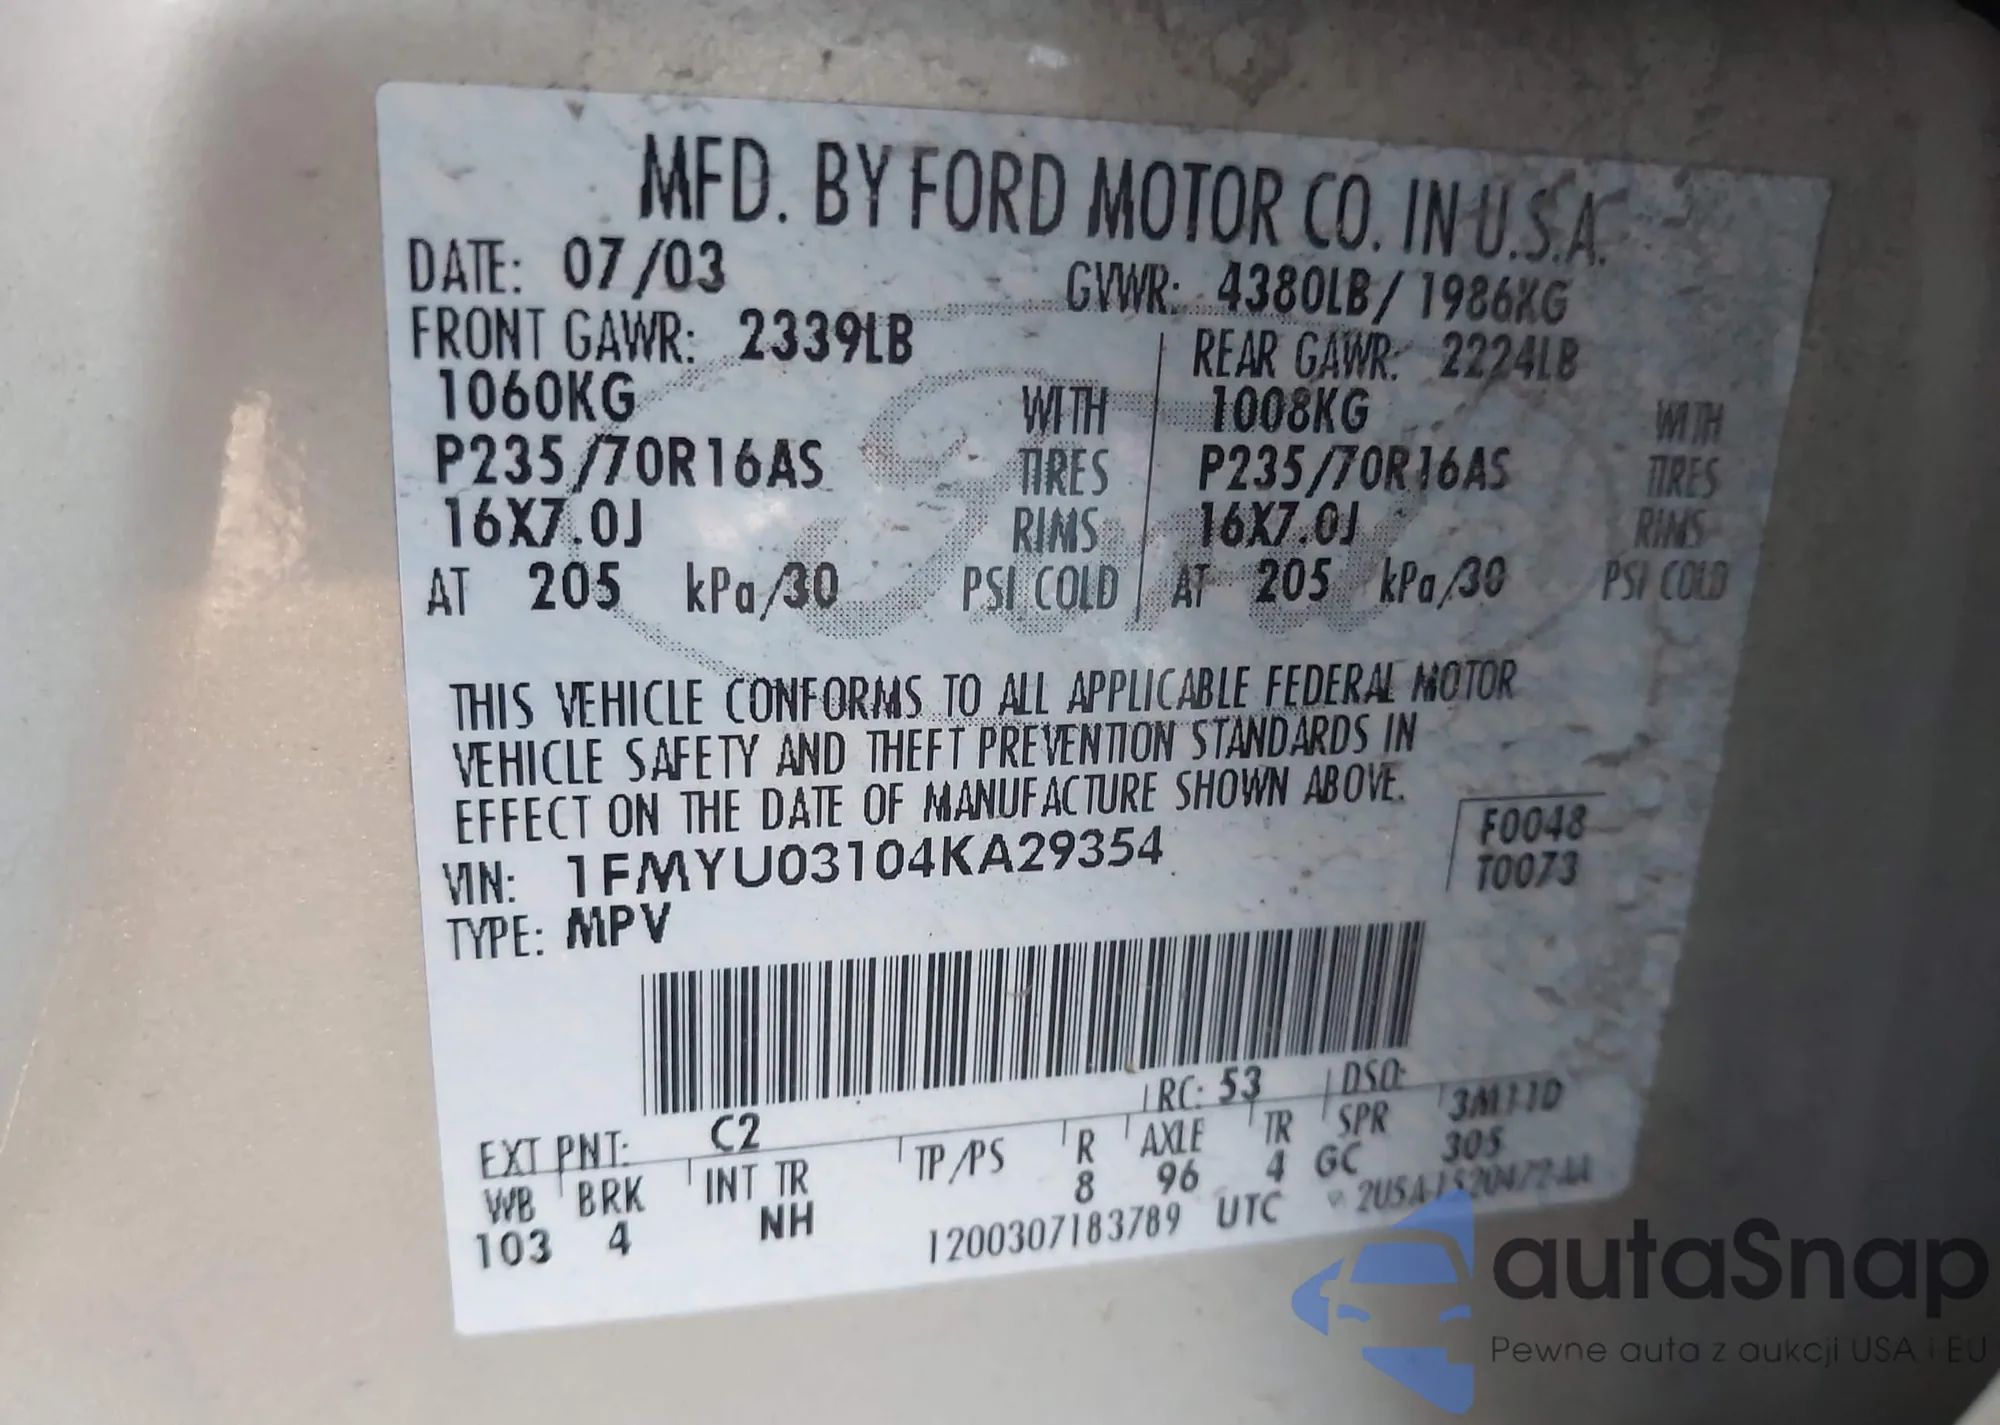 MFD. BY FORD MOTOR CO. IN U.S.A.
DATE: 07/03 GVWR: 4380LB/ 1986KG
FRONT GAWR: 2339LB REAR GAWR: 2224LB
1060KG WITH 1008KG WITH
P235/70R16AS TIRES P235/70R16AS TIRES
16X7.0J RIMS 16X7.0J RIMS
AT 205 kPa/30 PSI COLD AT 205 kPa/30 PSI COLD
Ford
THIS VEHICLE CONFORMS TO ALL APPLICABLE FEDERAL MOTOR
VEHICLE SAFETY AND THEFT PREVENTION STANDARDS IN
EFFECT ON THE DATE OF MANUFACTURE SHOWN ABOVE.
VIN: 1FMYU03104KA29354 F0048
TYPE: MPV T0073
EXT PNT: C2 RC: 53 DSO: 3M11D
WB BRK INT TR TP/PS R AXLE TR SPR 305
103 4 NH 8 96 4 GC
1200307183789 UTC
autoSnap
Pewne auta z aukcji USA i EU